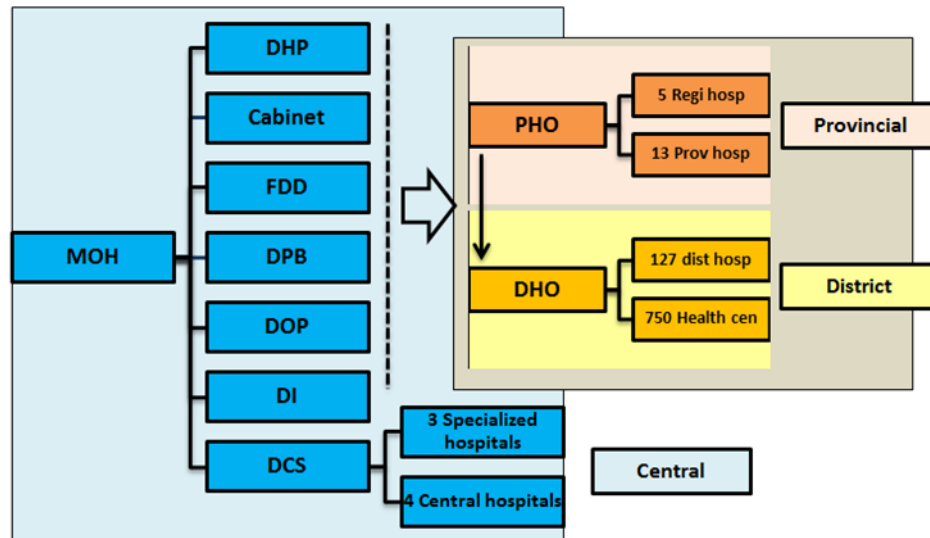 DHP
Cabinet
FDD
MOH
DPB
DOP
DI
DCS
3 Specialized
hospitals
4 Central hospitals
PHO
5 Regi hosp
13 Prov hosp
Provincial
DHO
127 dist hosp
750 Health cen
District
Central